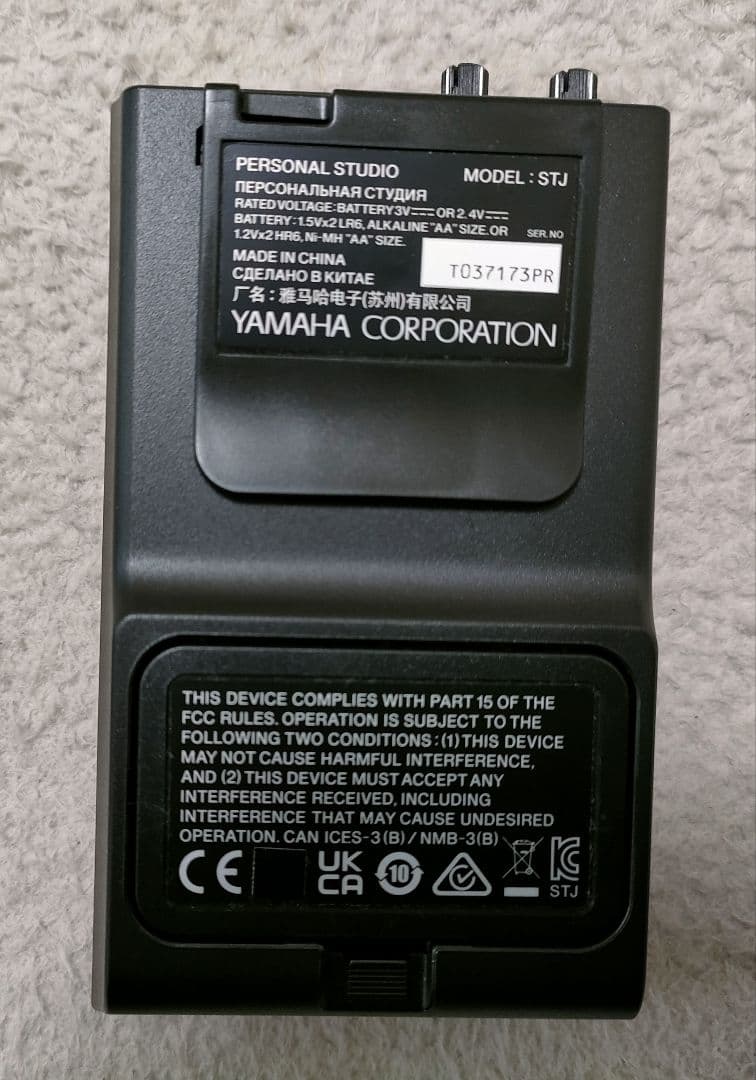 PERSONAL STUDIO MODEL : STJ
ПЕРСОНАЛЬНАЯ СТУДИЯ
RATED VOLTAGE: BATTERY 3V⎓ OR 2.4V⎓
BATTERY: 1.5Vx2 LR6, ALKALINE "AA" SIZE. OR
1.2Vx2 HR6, Ni-MH "AA" SIZE.
SER. NO
T037173PR
MADE IN CHINA
СДЕЛАНО В КИТАЕ
厂名：雅马哈电子(苏州)有限公司
YAMAHA CORPORATION
THIS DEVICE COMPLIES WITH PART 15 OF THE
FCC RULES. OPERATION IS SUBJECT TO THE
FOLLOWING TWO CONDITIONS : (1) THIS DEVICE
MAY NOT CAUSE HARMFUL INTERFERENCE,
AND (2) THIS DEVICE MUST ACCEPT ANY
INTERFERENCE RECEIVED, INCLUDING
INTERFERENCE THAT MAY CAUSE UNDESIRED
OPERATION. CAN ICES-3 (B) / NMB-3(B)
CE UK CA 10 KC
STJ